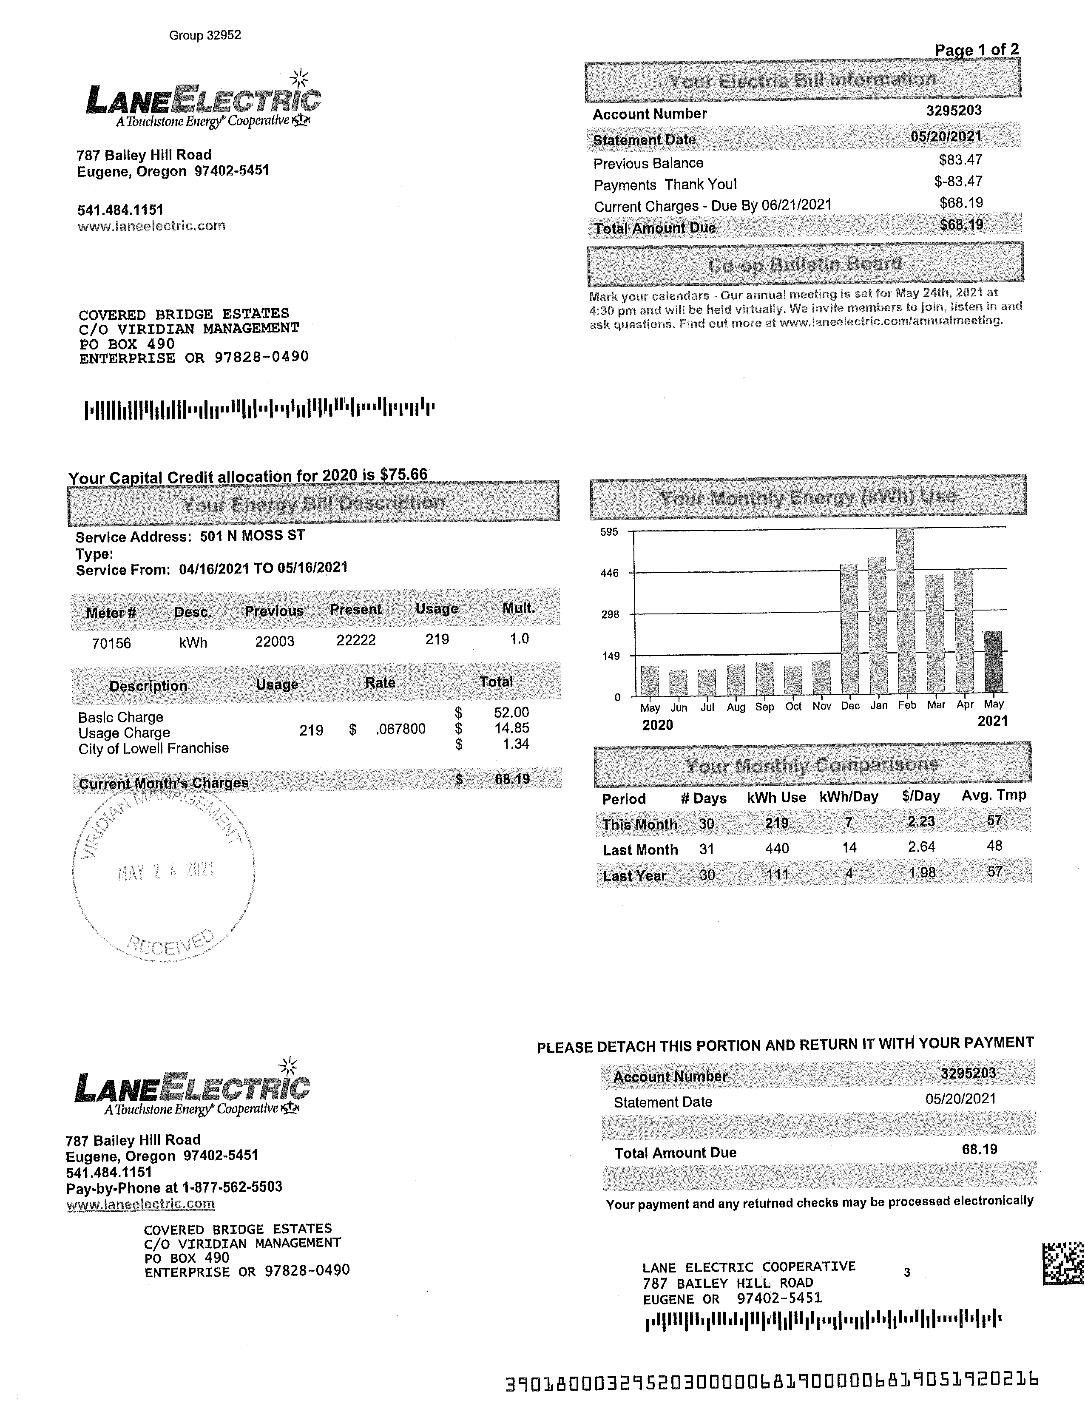 Group 32952
Page 1 of 2
LANEELECTRIC
A Touchstone Energy® Cooperative
787 Bailey Hill Road
Eugene, Oregon 97402-5451
541.484.1151
www.laneelectric.com
Your Electric Bill Information
Account Number 3295203
Statement Date 05/20/2021
Previous Balance $83.47
Payments Thank You! $-83.47
Current Charges - Due By 06/21/2021 $68.19
Total Amount Due $68.19
Co-op Bulletin Board
Mark your calendars - Our annual meeting is set for May 24th, 2021 at
4:30 pm and will be held virtually. We invite members to join, listen in and
ask questions. Find out more at www.laneelectric.com/annualmeeting.
COVERED BRIDGE ESTATES
C/O VIRIDIAN MANAGEMENT
PO BOX 490
ENTERPRISE OR 97828-0490
Your Capital Credit allocation for 2020 is $75.66
Your Energy Bill Description
Service Address: 501 N MOSS ST
Type:
Service From: 04/16/2021 TO 05/16/2021
Meter # Desc. Previous Present Usage Mult.
70156 kWh 22003 22222 219 1.0
Description Usage Rate Total
Basic Charge $ 52.00
Usage Charge 219 $ .067800 $ 14.85
City of Lowell Franchise $ 1.34
Current Month's Charges $ 68.19
VIRIDIAN MANAGEMENT
MAY 24 2021
RECEIVED
Your Monthly Energy (kWh) Use
595
446
298
149
0
May Jun Jul Aug Sep Oct Nov Dec Jan Feb Mar Apr May
2020 2021
Your Monthly Comparisons
Period # Days kWh Use kWh/Day $/Day Avg. Tmp
This Month 30 219 7 2.23 57
Last Month 31 440 14 2.64 48
Last Year 30 111 4 1.98 57
PLEASE DETACH THIS PORTION AND RETURN IT WITH YOUR PAYMENT
LANEELECTRIC
A Touchstone Energy® Cooperative
787 Bailey Hill Road
Eugene, Oregon 97402-5451
541.484.1151
Pay-by-Phone at 1-877-562-5503
www.laneelectric.com
Account Number 3295203
Statement Date 05/20/2021
Total Amount Due 68.19
Your payment and any returned checks may be processed electronically
COVERED BRIDGE ESTATES
C/O VIRIDIAN MANAGEMENT
PO BOX 490
ENTERPRISE OR 97828-0490
LANE ELECTRIC COOPERATIVE 3
787 BAILEY HILL ROAD
EUGENE OR 97402-5451
3901800032952030000068190000006819051920216